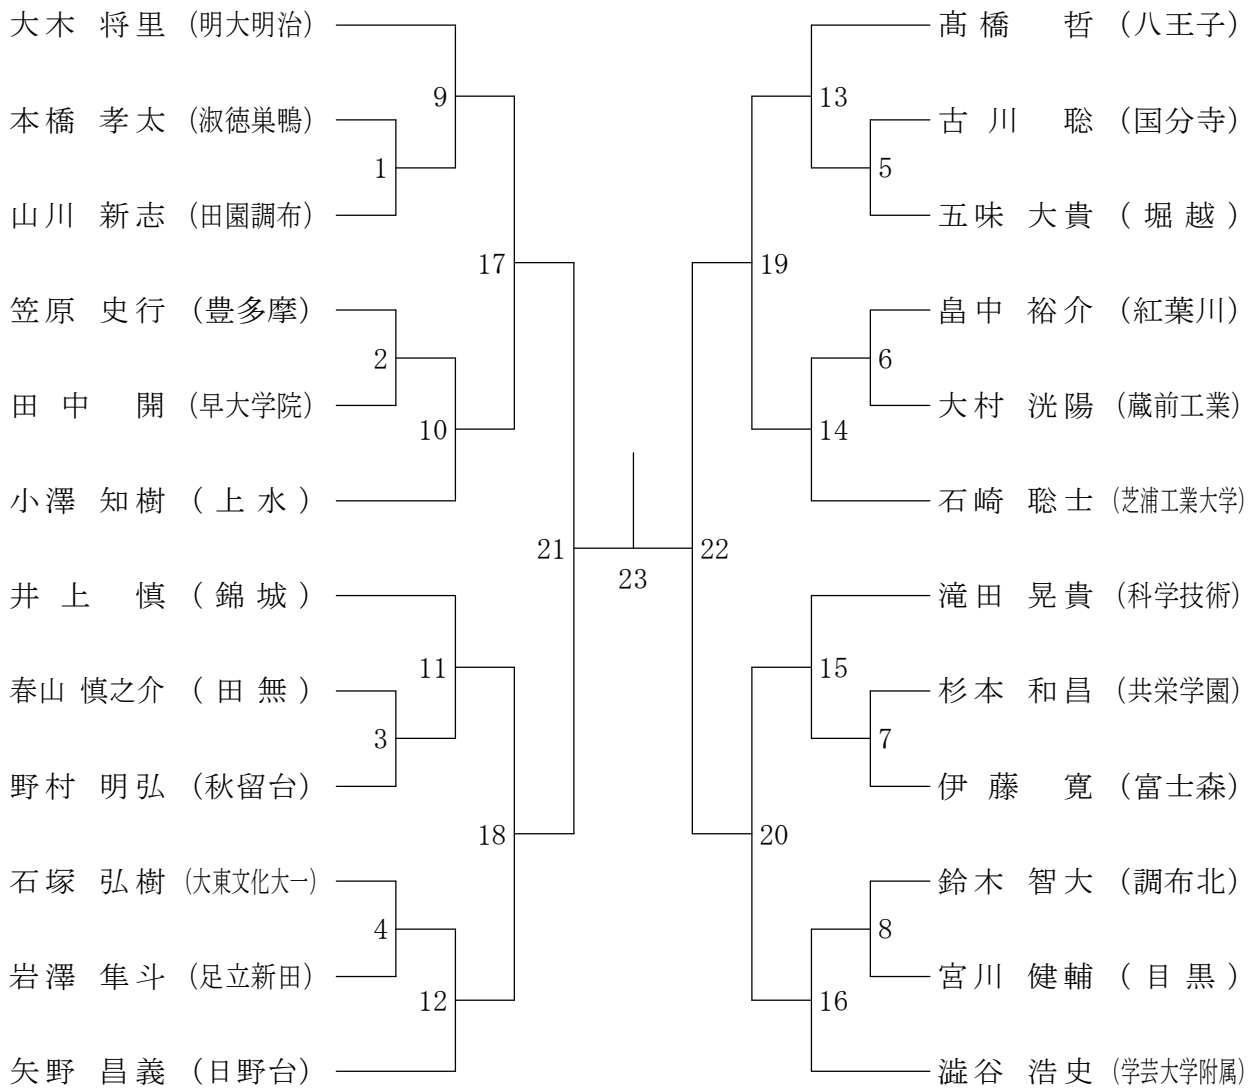 大木 将里 (明大明治)
9
本橋 孝太 (淑徳巣鴨)
1
山川 新志 (田園調布)
17
笠原 史行 (豊多摩)
2
田中 開 (早大学院)
10
小澤 知樹 (上水)
21
井上 慎 (錦城)
11
春山 慎之介 (田無)
3
野村 明弘 (秋留台)
18
石塚 弘樹 (大東文化大一)
4
岩澤 隼斗 (足立新田)
12
矢野 昌義 (日野台)
23
髙橋 哲 (八王子)
13
古川 聡 (国分寺)
5
五味 大貴 (堀越)
19
畠中 裕介 (紅葉川)
6
大村 洸陽 (蔵前工業)
14
石崎 聡士 (芝浦工業大学)
22
滝田 晃貴 (科学技術)
15
杉本 和昌 (共栄学園)
7
伊藤 寛 (富士森)
20
鈴木 智大 (調布北)
8
宮川 健輔 (目黒)
16
澁谷 浩史 (学芸大学附属)